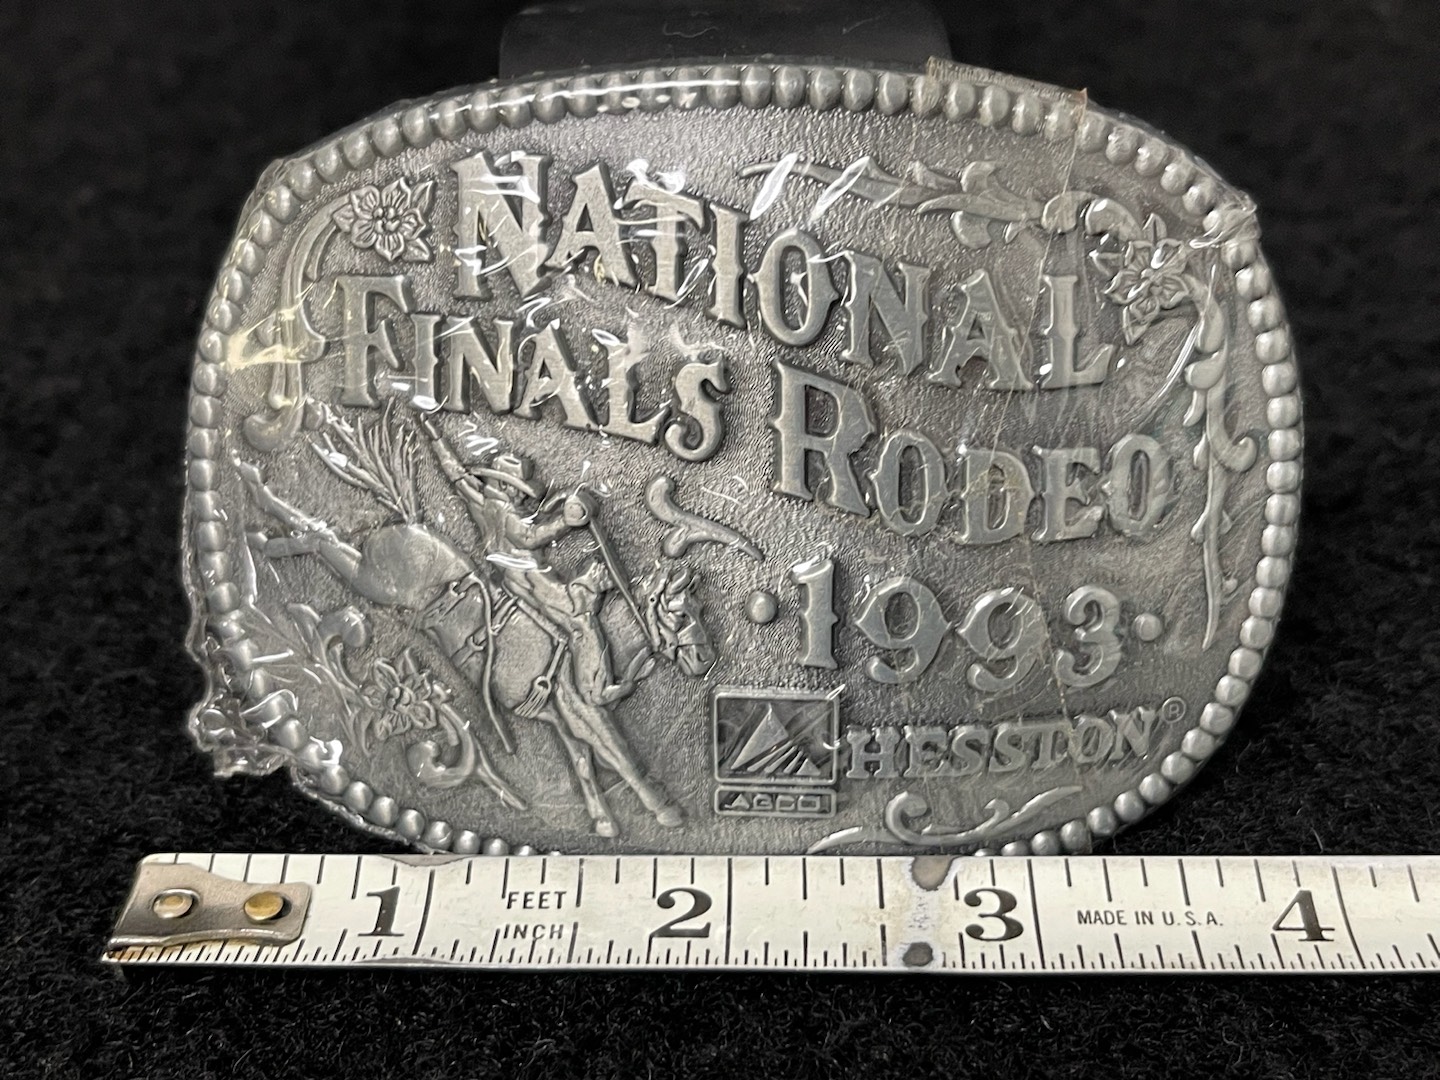 NATIONAL
FINALS RODEO
• 1993 •
HESSTON®
AGCO
1 FEET INCH 2 3 MADE IN U.S.A. 4